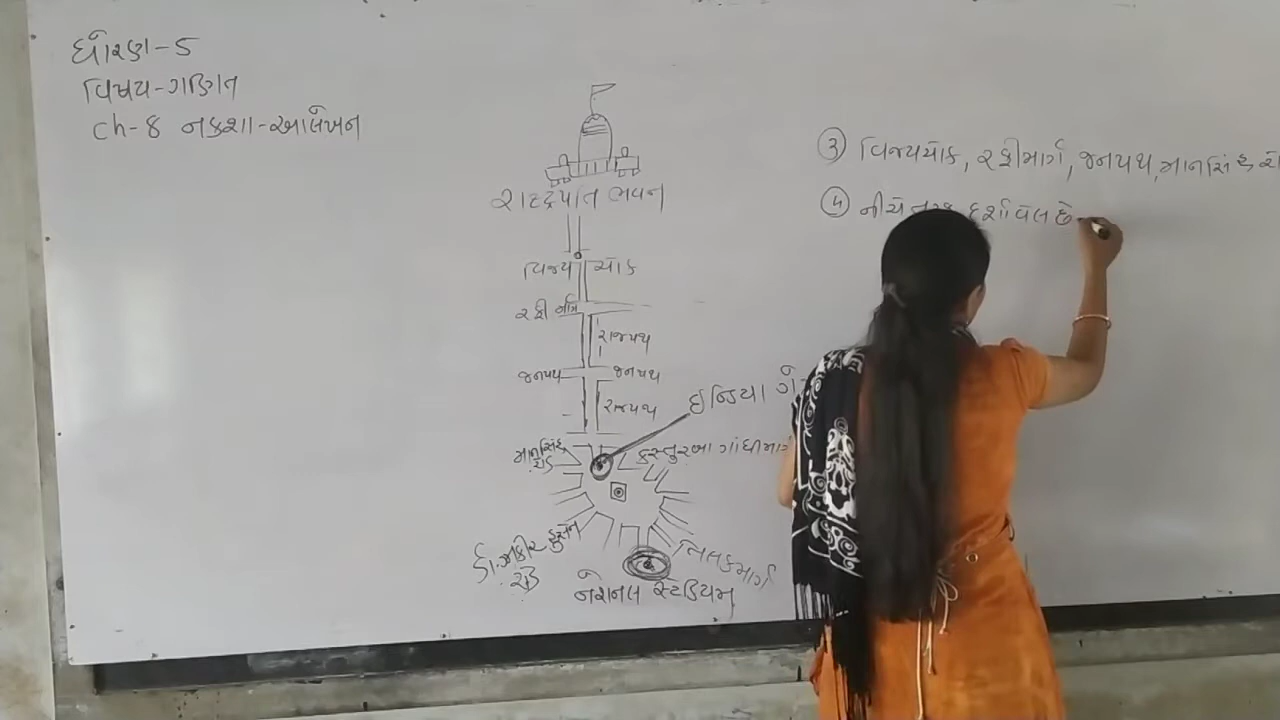 ધોરણ-5
વિષય-ગણિત
ch-8 નકશા-આલેખન
રાષ્ટ્રપતિ ભવન
વિજય ચોક
રફી માર્ગ
રાજપથ
જનપથ જનપથ
રાજપથ
ઇન્ડિયા
માનસિંહ રોડ
કસ્તુરબા ગાંધીમાર્ગ
ડૉ.ઝાકીર હુસેન રોડ
તિલકમાર્ગ
નેશનલ સ્ટેડિયમ
③ વિજયચોક, રફીમાર્ગ, જનપથ, માનસિંહ
④ નીચે દર્શાવેલ છે